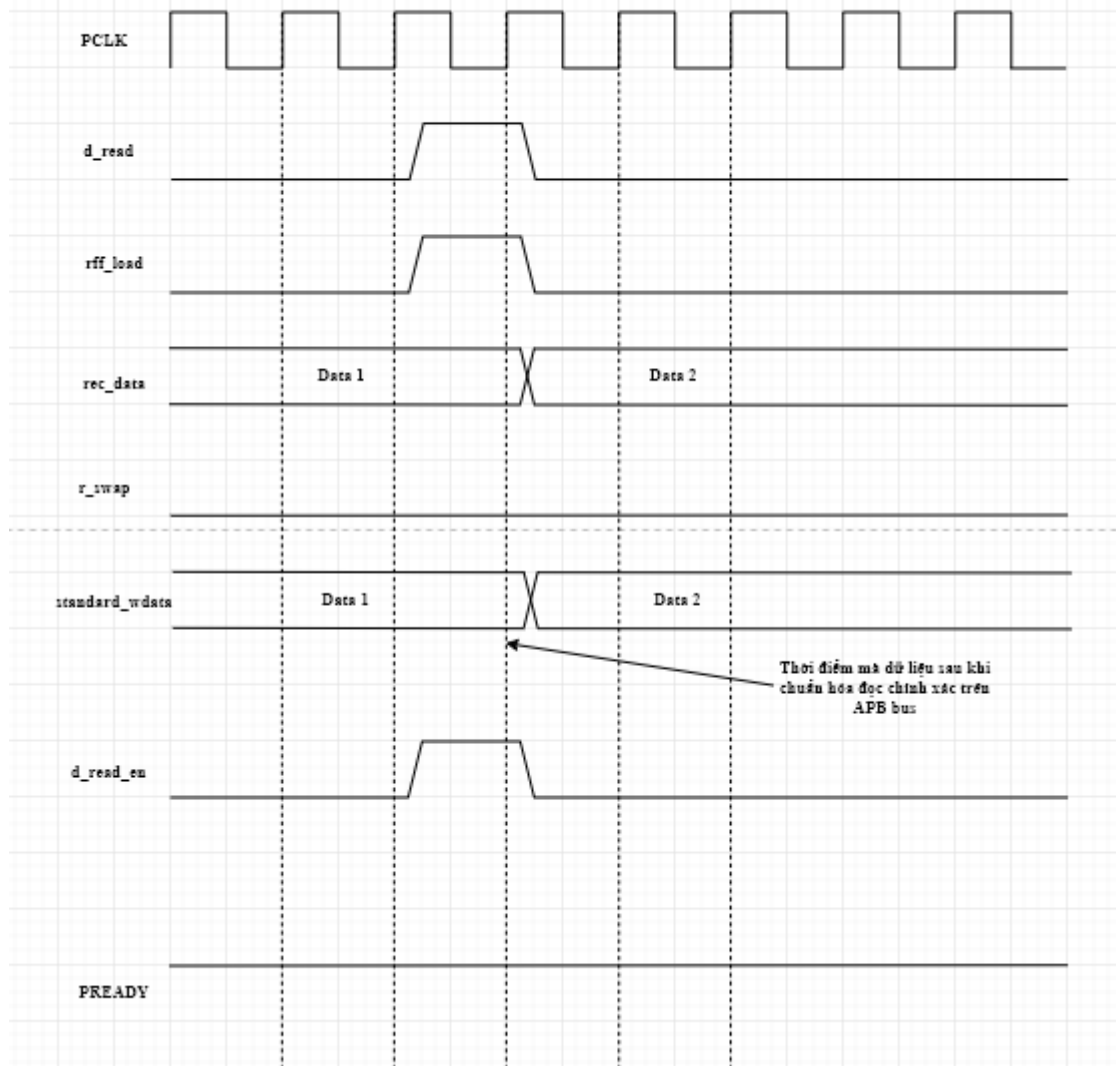 PCLK
d_read
rff_load
rec_data
Data 1
Data 2
r_swap
standard_wdata
Data 1
Data 2
Thời điểm mà dữ liệu sau khi
chuẩn hóa đọc chính xác trên
APB bus
d_read_en
PREADY